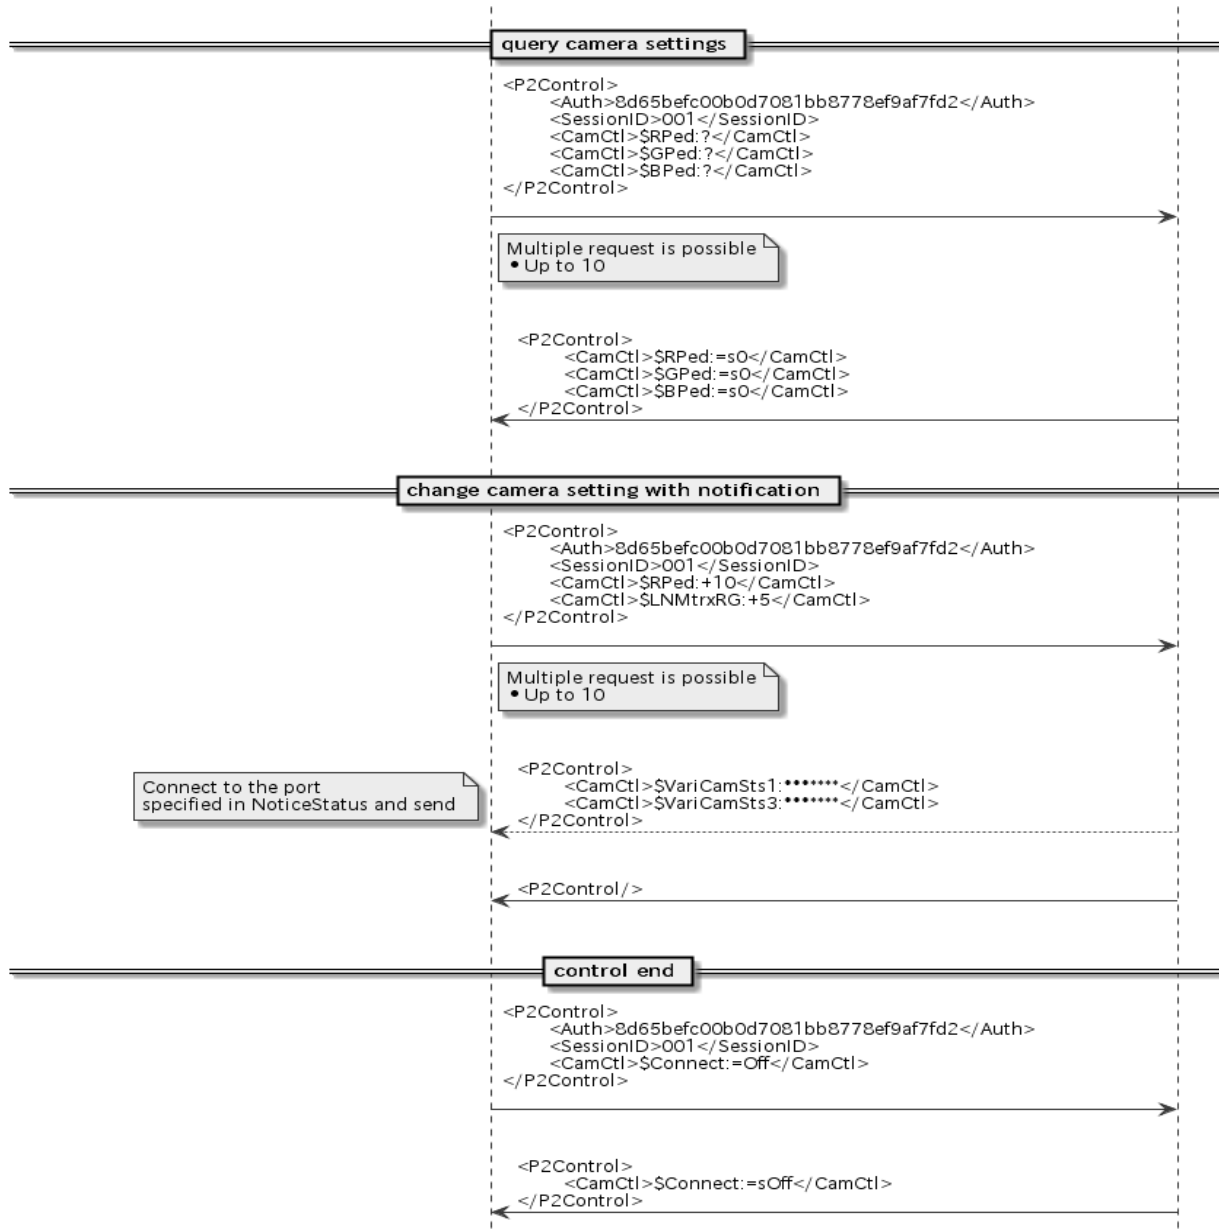 query camera settings
<P2Control>
<Auth>8d65befc00b0d7081bb8778ef9af7fd2</Auth>
<SessionID>001</SessionID>
<CamCtl>$RPed:?</CamCtl>
<CamCtl>$GPed:?</CamCtl>
<CamCtl>$BPed:?</CamCtl>
</P2Control>
Multiple request is possible
• Up to 10
<P2Control>
<CamCtl>$RPed:=s0</CamCtl>
<CamCtl>$GPed:=s0</CamCtl>
<CamCtl>$BPed:=s0</CamCtl>
</P2Control>
change camera setting with notification
<P2Control>
<Auth>8d65befc00b0d7081bb8778ef9af7fd2</Auth>
<SessionID>001</SessionID>
<CamCtl>$RPed:+10</CamCtl>
<CamCtl>$LNMtrxRG:+5</CamCtl>
</P2Control>
Multiple request is possible
• Up to 10
Connect to the port
specified in NoticeStatus and send
<P2Control>
<CamCtl>$VariCamSts1:*******</CamCtl>
<CamCtl>$VariCamSts3:*******</CamCtl>
</P2Control>
<P2Control/>
control end
<P2Control>
<Auth>8d65befc00b0d7081bb8778ef9af7fd2</Auth>
<SessionID>001</SessionID>
<CamCtl>$Connect:=Off</CamCtl>
</P2Control>
<P2Control>
<CamCtl>$Connect:=sOff</CamCtl>
</P2Control>